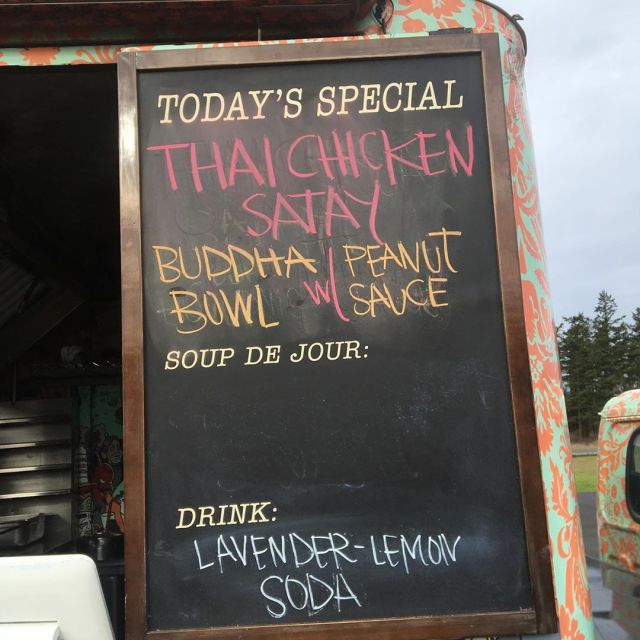 TODAY'S SPECIAL
THAI CHICKEN
SATAY
BUDDHA w/ PEANUT
BOWL SAUCE
SOUP DE JOUR:
DRINK:
LAVENDER-LEMON
SODA